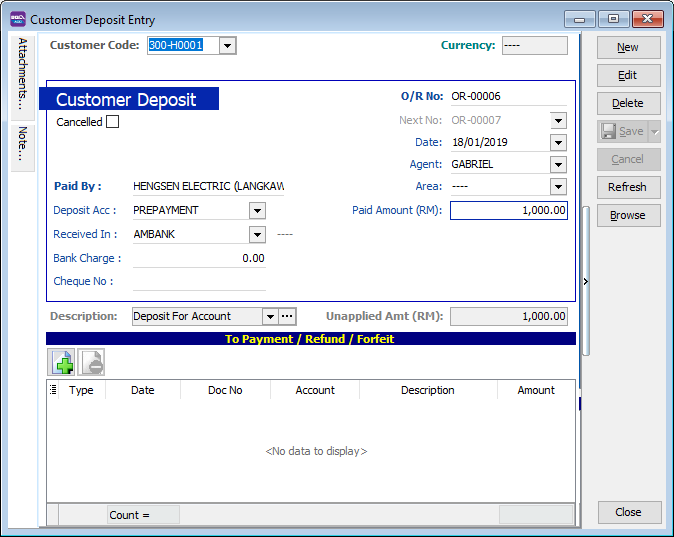 Customer Deposit Entry
Attachments...
Note...
Customer Code: 300-H0001
Currency: ----
Customer Deposit
Cancelled
O/R No: OR-00006
Next No: OR-00007
Date: 18/01/2019
Agent: GABRIEL
Paid By : HENGSEN ELECTRIC (LANGKAW
Area: ----
Deposit Acc : PREPAYMENT
Paid Amount (RM): 1,000.00
Received In : AMBANK ----
Bank Charge : 0.00
Cheque No :
Description: Deposit For Account
Unapplied Amt (RM): 1,000.00
To Payment / Refund / Forfeit
Type Date Doc No Account Description Amount
<No data to display>
Count =
New
Edit
Delete
Save
Cancel
Refresh
Browse
Close